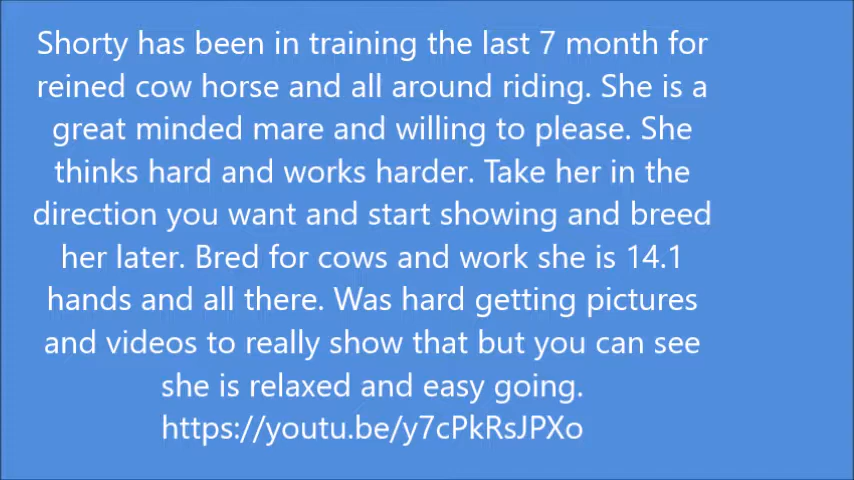 Shorty has been in training the last 7 month for
reined cow horse and all around riding. She is a
great minded mare and willing to please. She
thinks hard and works harder. Take her in the
direction you want and start showing and breed
her later. Bred for cows and work she is 14.1
hands and all there. Was hard getting pictures
and videos to really show that but you can see
she is relaxed and easy going.
https://youtu.be/y7cPkRsJPXo